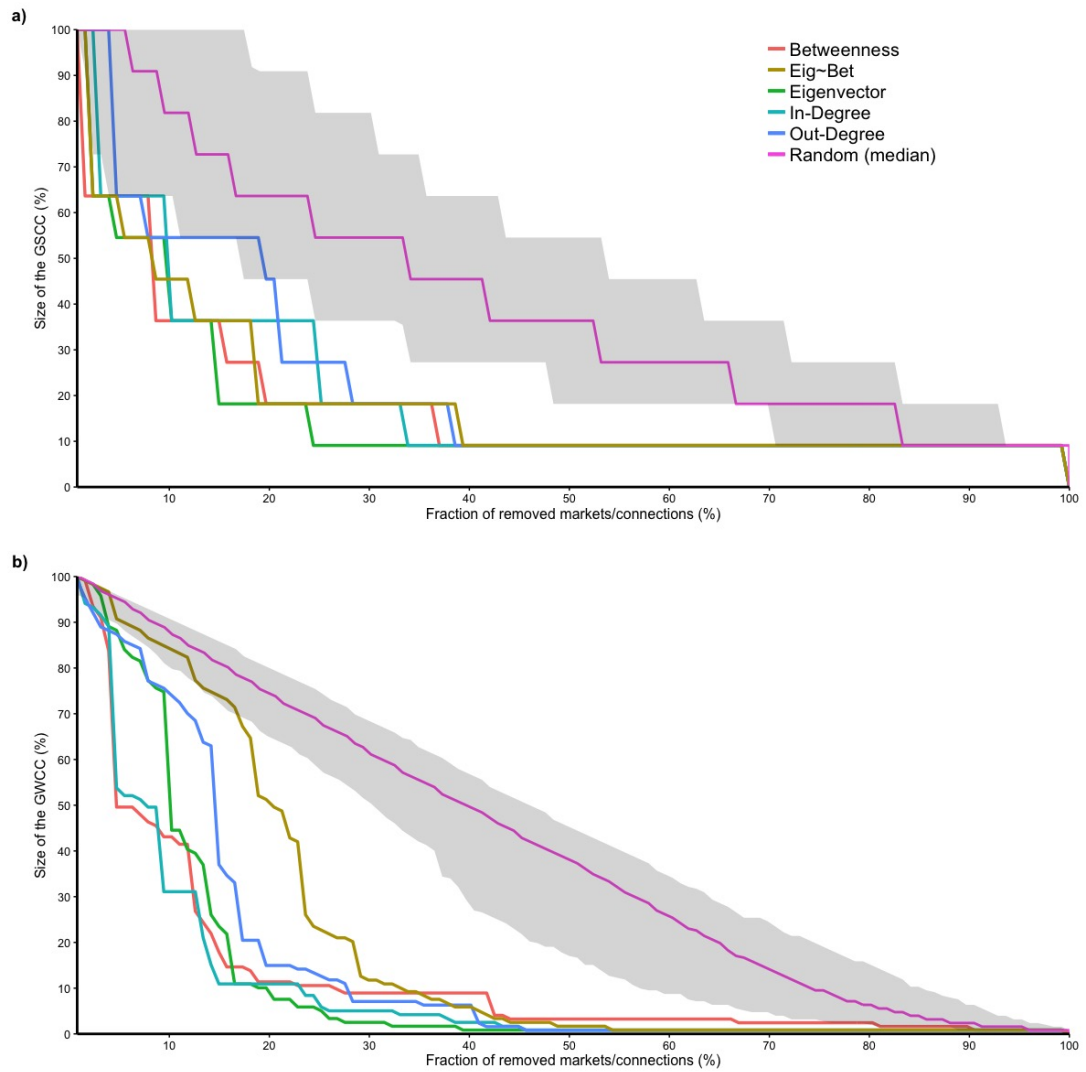 a)
100
90
80
70
60
50
40
30
20
10
0
Size of the GSCC (%)
Betweenness
Eig~Bet
Eigenvector
In-Degree
Out-Degree
Random (median)
10 20 30 40 50 60 70 80 90 100
Fraction of removed markets/connections (%)
b)
100
90
80
70
60
50
40
30
20
10
0
Size of the GWCC (%)
10 20 30 40 50 60 70 80 90 100
Fraction of removed markets/connections (%)